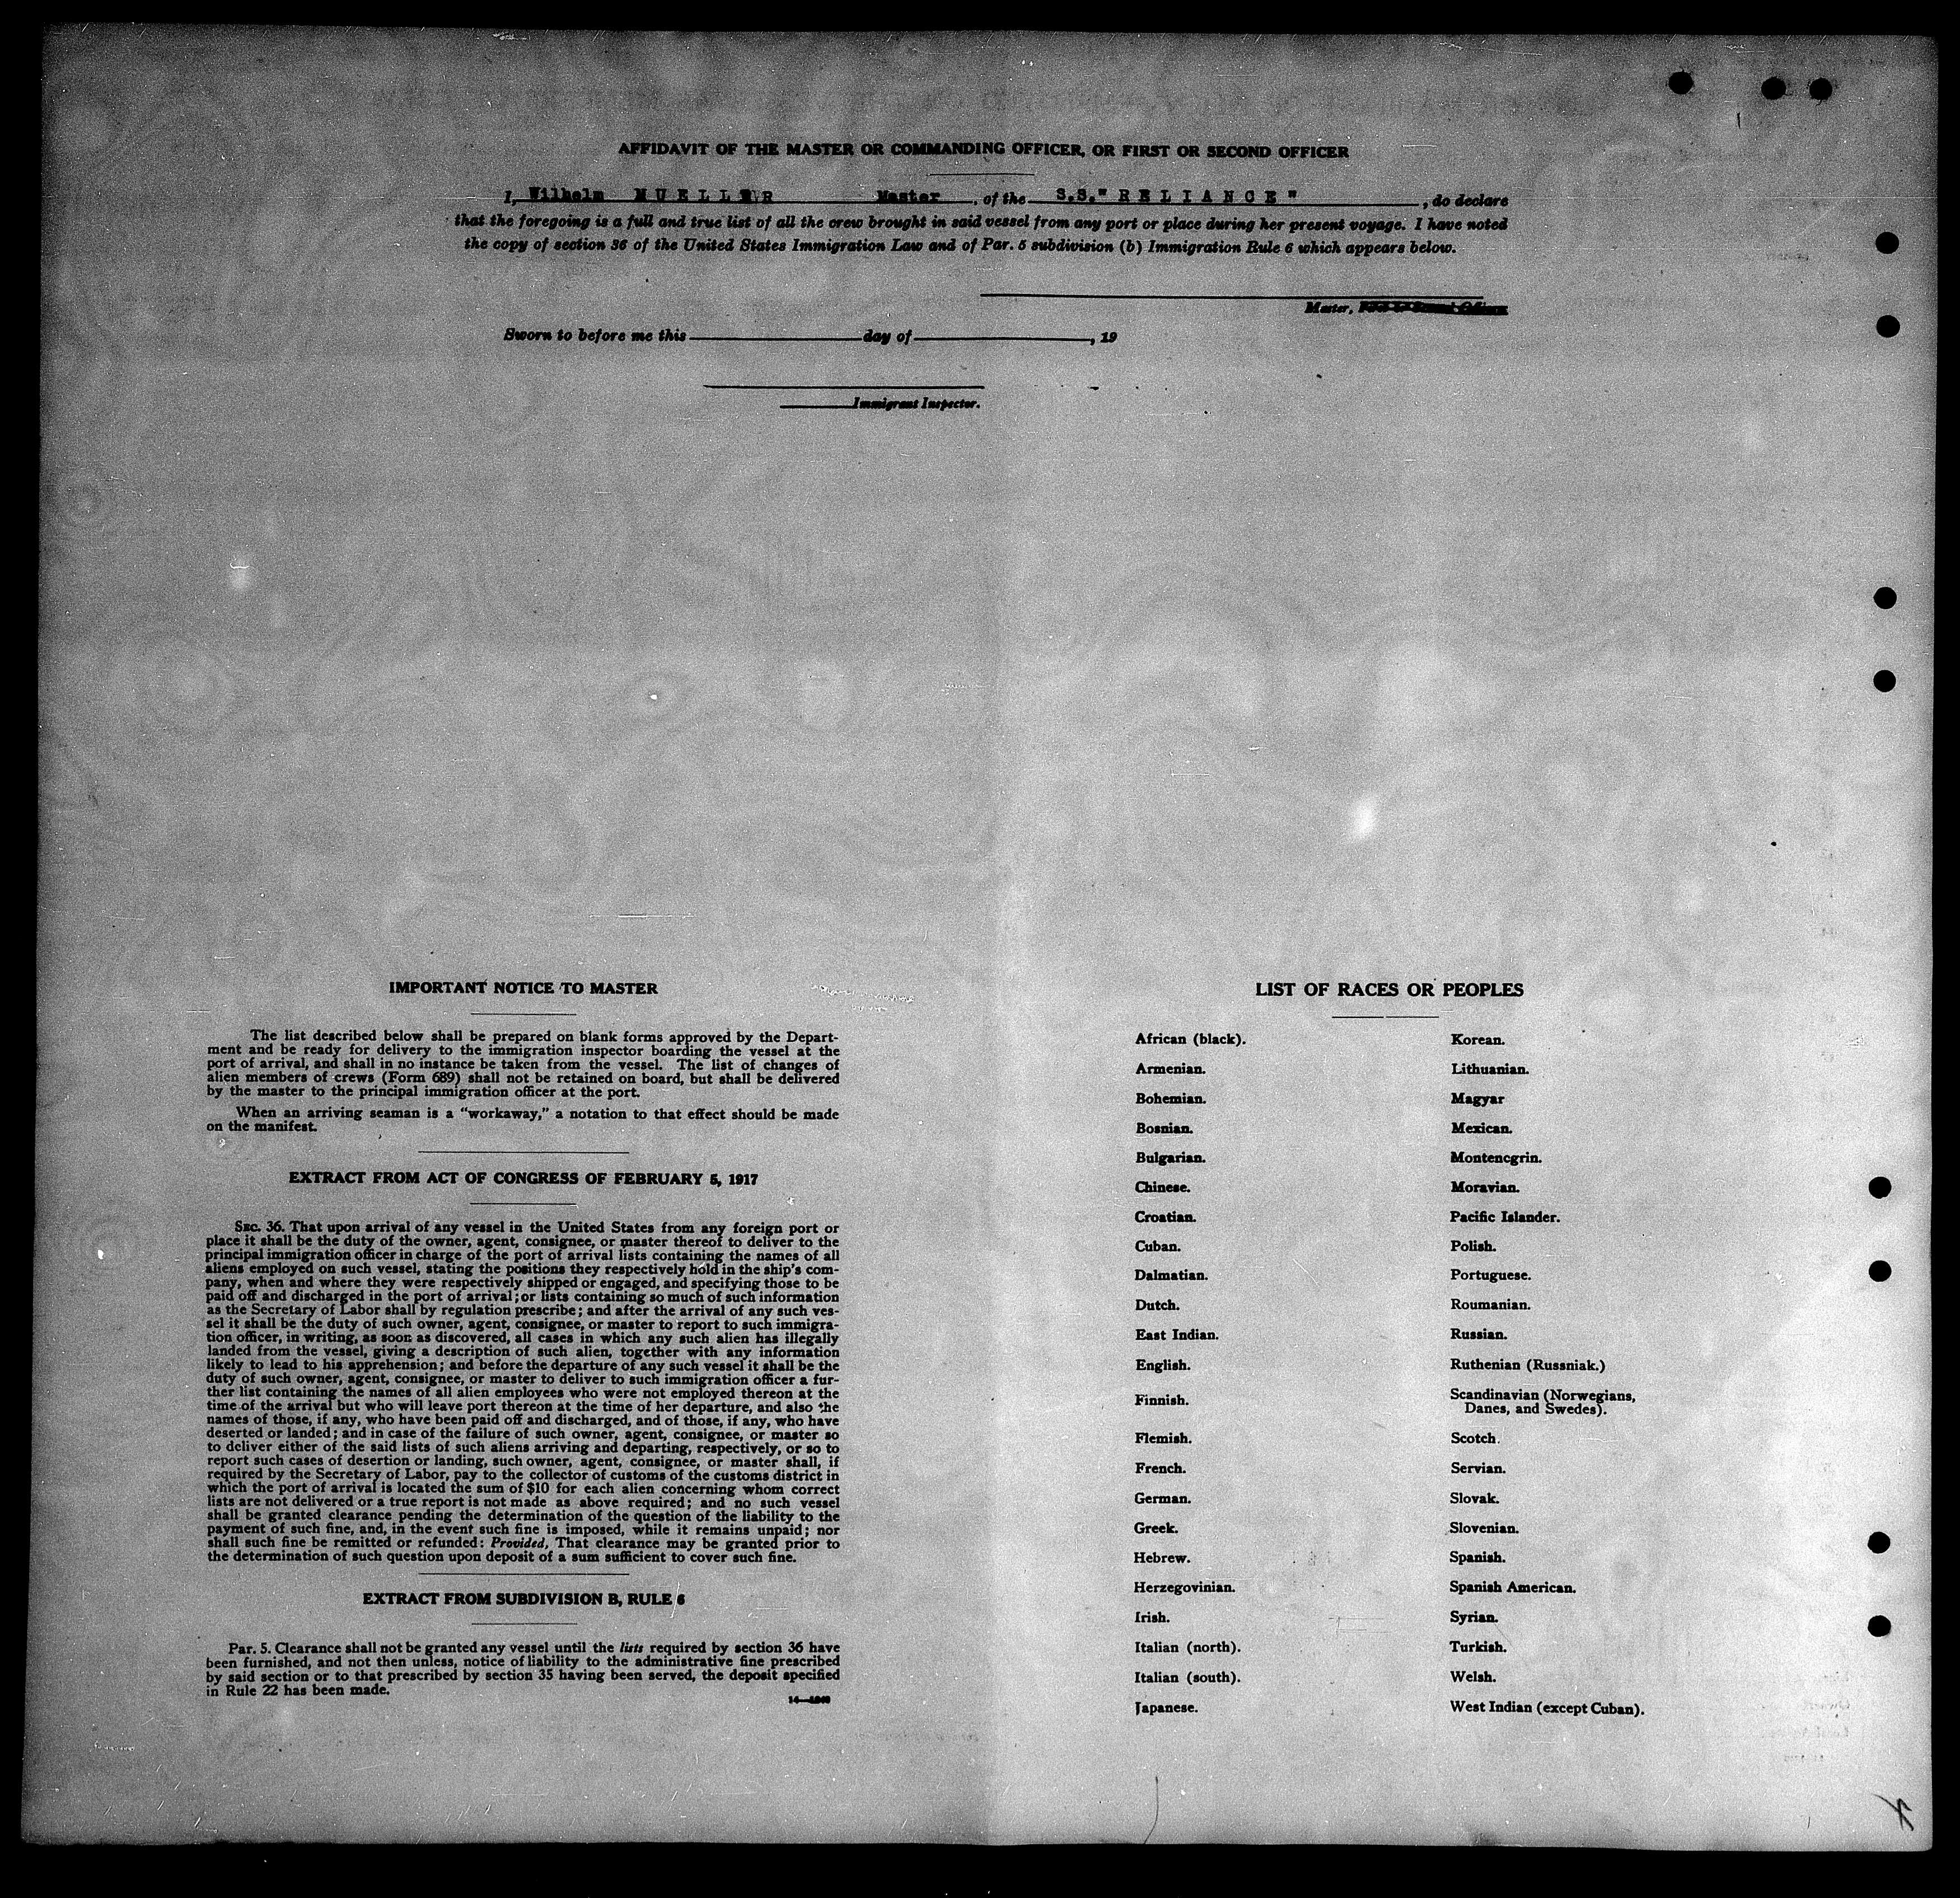 AFFIDAVIT OF THE MASTER OR COMMANDING OFFICER, OR FIRST OR SECOND OFFICER
I, Wilhelm MUELLER Master, of the S.S."RELIANCE", do declare
that the foregoing is a full and true list of all the crew brought in said vessel from any port or place during her present voyage. I have noted
the copy of section 36 of the United States Immigration Law and of Par. 5 subdivision (b) Immigration Rule 6 which appears below.
Master, First or Second Officer.
Sworn to before me this day of , 19
Immigrant Inspector.
IMPORTANT NOTICE TO MASTER
The list described below shall be prepared on blank forms approved by the Depart-
ment and be ready for delivery to the immigration inspector boarding the vessel at the
port of arrival, and shall in no instance be taken from the vessel. The list of changes of
alien members of crews (Form 689) shall not be retained on board, but shall be delivered
by the master to the principal immigration officer at the port.
When an arriving seaman is a "workaway," a notation to that effect should be made
on the manifest.
EXTRACT FROM ACT OF CONGRESS OF FEBRUARY 5, 1917
SEC. 36. That upon arrival of any vessel in the United States from any foreign port or
place it shall be the duty of the owner, agent, consignee, or master thereof to deliver to the
principal immigration officer in charge of the port of arrival lists containing the names of all
aliens employed on such vessel, stating the positions they respectively hold in the ship's com-
pany, when and where they were respectively shipped or engaged, and specifying those to be
paid off and discharged in the port of arrival; or lists containing so much of such information
as the Secretary of Labor shall by regulation prescribe; and after the arrival of any such ves-
sel it shall be the duty of such owner, agent, consignee, or master to report to such immigra-
tion officer, in writing, as soon as discovered, all cases in which any such alien has illegally
landed from the vessel, giving a description of such alien, together with any information
likely to lead to his apprehension; and before the departure of any such vessel it shall be the
duty of such owner, agent, consignee, or master to deliver to such immigration officer a fur-
ther list containing the names of all alien employees who were not employed thereon at the
time of the arrival but who will leave port thereon at the time of her departure, and also the
names of those, if any, who have been paid off and discharged, and of those, if any, who have
deserted or landed; and in case of the failure of such owner, agent, consignee, or master so
to deliver either of the said lists of such aliens arriving and departing, respectively, or so to
report such cases of desertion or landing, such owner, agent, consignee, or master shall, if
required by the Secretary of Labor, pay to the collector of customs of the customs district in
which the port of arrival is located the sum of $10 for each alien concerning whom correct
lists are not delivered or a true report is not made as above required; and no such vessel
shall be granted clearance pending the determination of the question of the liability to the
payment of such fine, and, in the event such fine is imposed, while it remains unpaid; nor
shall such fine be remitted or refunded: Provided, That clearance may be granted prior to
the determination of such question upon deposit of a sum sufficient to cover such fine.
EXTRACT FROM SUBDIVISION B, RULE 6
Par. 5. Clearance shall not be granted any vessel until the lists required by section 36 have
been furnished, and not then unless, notice of liability to the administrative fine prescribed
by said section or to that prescribed by section 35 having been served, the deposit specified
in Rule 22 has been made.
LIST OF RACES OR PEOPLES
African (black).
Armenian.
Bohemian.
Bosnian.
Bulgarian.
Chinese.
Croatian.
Cuban.
Dalmatian.
Dutch.
East Indian.
English.
Finnish.
Flemish.
French.
German.
Greek.
Hebrew.
Herzegovinian.
Irish.
Italian (north).
Italian (south).
Japanese.
Korean.
Lithuanian.
Magyar
Mexican.
Montenegrin.
Moravian.
Pacific Islander.
Polish.
Portuguese.
Roumanian.
Russian.
Ruthenian (Russniak.)
Scandinavian (Norwegians,
Danes, and Swedes).
Scotch.
Servian.
Slovak.
Slovenian.
Spanish.
Spanish American.
Syrian.
Turkish.
Welsh.
West Indian (except Cuban).